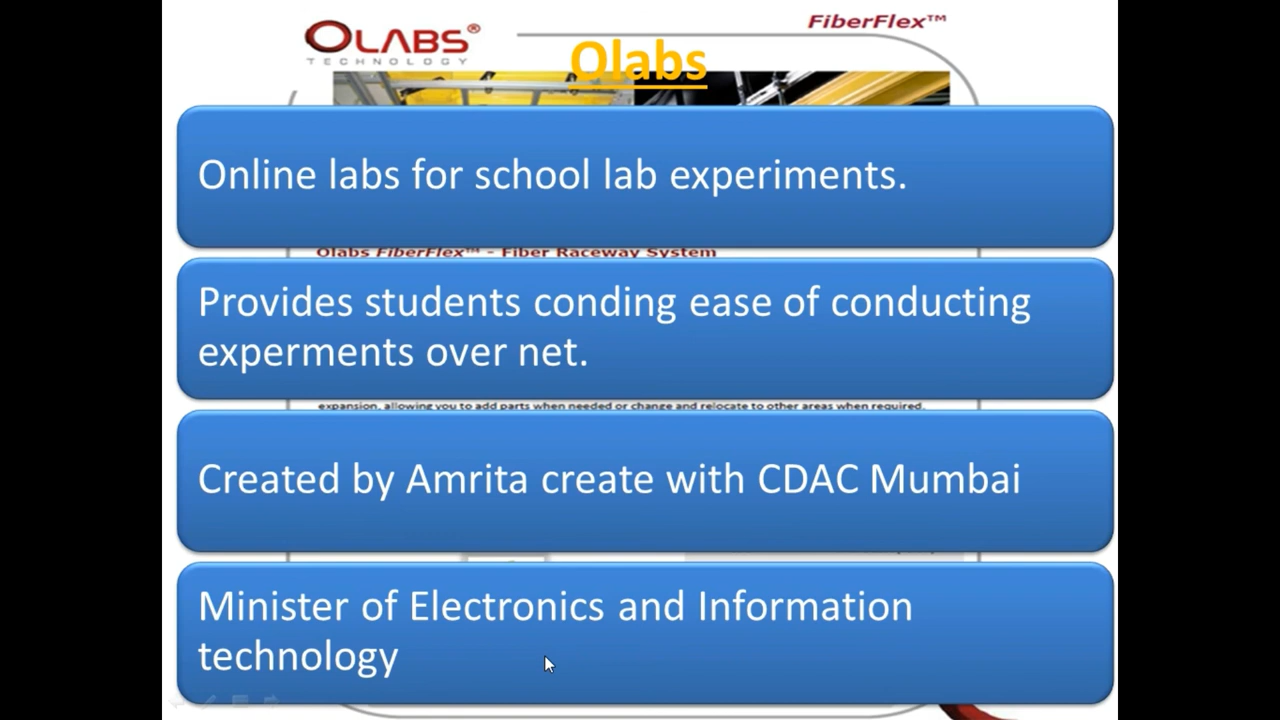 OLABS®
TECHNOLOGY
FiberFlex™
Olabs
Online labs for school lab experiments.
Olabs FiberFlex™ - Fiber Raceway System
Provides students conding ease of conducting
experments over net.
expansion, allowing you to add parts when needed or change and relocate to other areas when required.
Created by Amrita create with CDAC Mumbai
Minister of Electronics and Information
technology